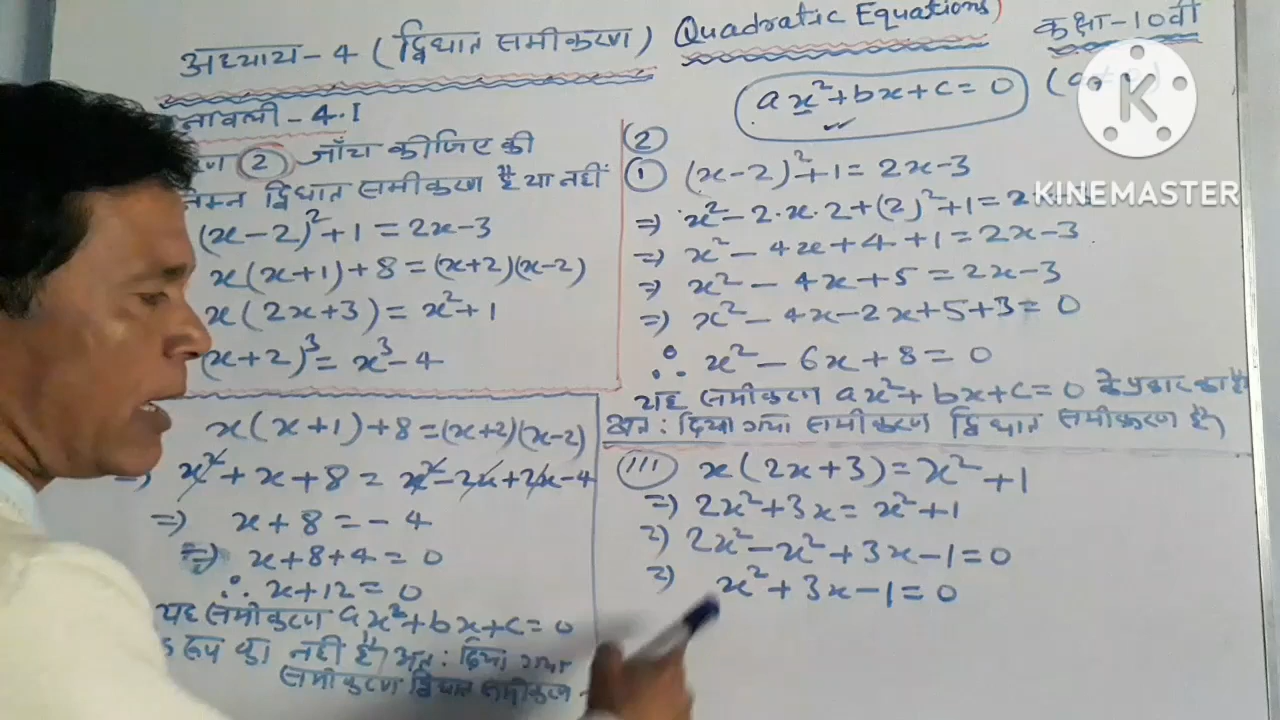 अध्याय-4 (द्विघात समीकरण) Quadratic Equations) कक्षा-10वी
ax²+bx+c=0
नावली-4.1
② जाँच कीजिए की
निम्न द्विघात समीकरण है या नहीं
(x-2)²+1=2x-3
x(x+1)+8=(x+2)(x-2)
x(2x+3)=x²+1
(x+2)³=x³-4
x(x+1)+8=(x+2)(x-2)
x²+x+8=x²-2x+2x-4
⇒ x+8=-4
⇒ x+8+4=0
∴ x+12=0
यह समीकरण ax²+bx+c=0
रूप का नहीं है अत: दिया गया
समीकरण द्विघात समीकरण
(2)
① (x-2)²+1=2x-3
⇒ x²-2.x.2+(2)²+1=
⇒ x²-4x+4+1=2x-3
⇒ x²-4x+5=2x-3
⇒ x²-4x-2x+5+3=0
∴ x²-6x+8=0
यह समीकरण ax²+bx+c=0 के प्रकार का है
अत: दिया गया समीकरण द्विघात समीकरण है।
(III) x(2x+3)=x²+1
⇒ 2x²+3x=x²+1
⇒ 2x²-x²+3x-1=0
⇒ x²+3x-1=0
K
KINEMASTER